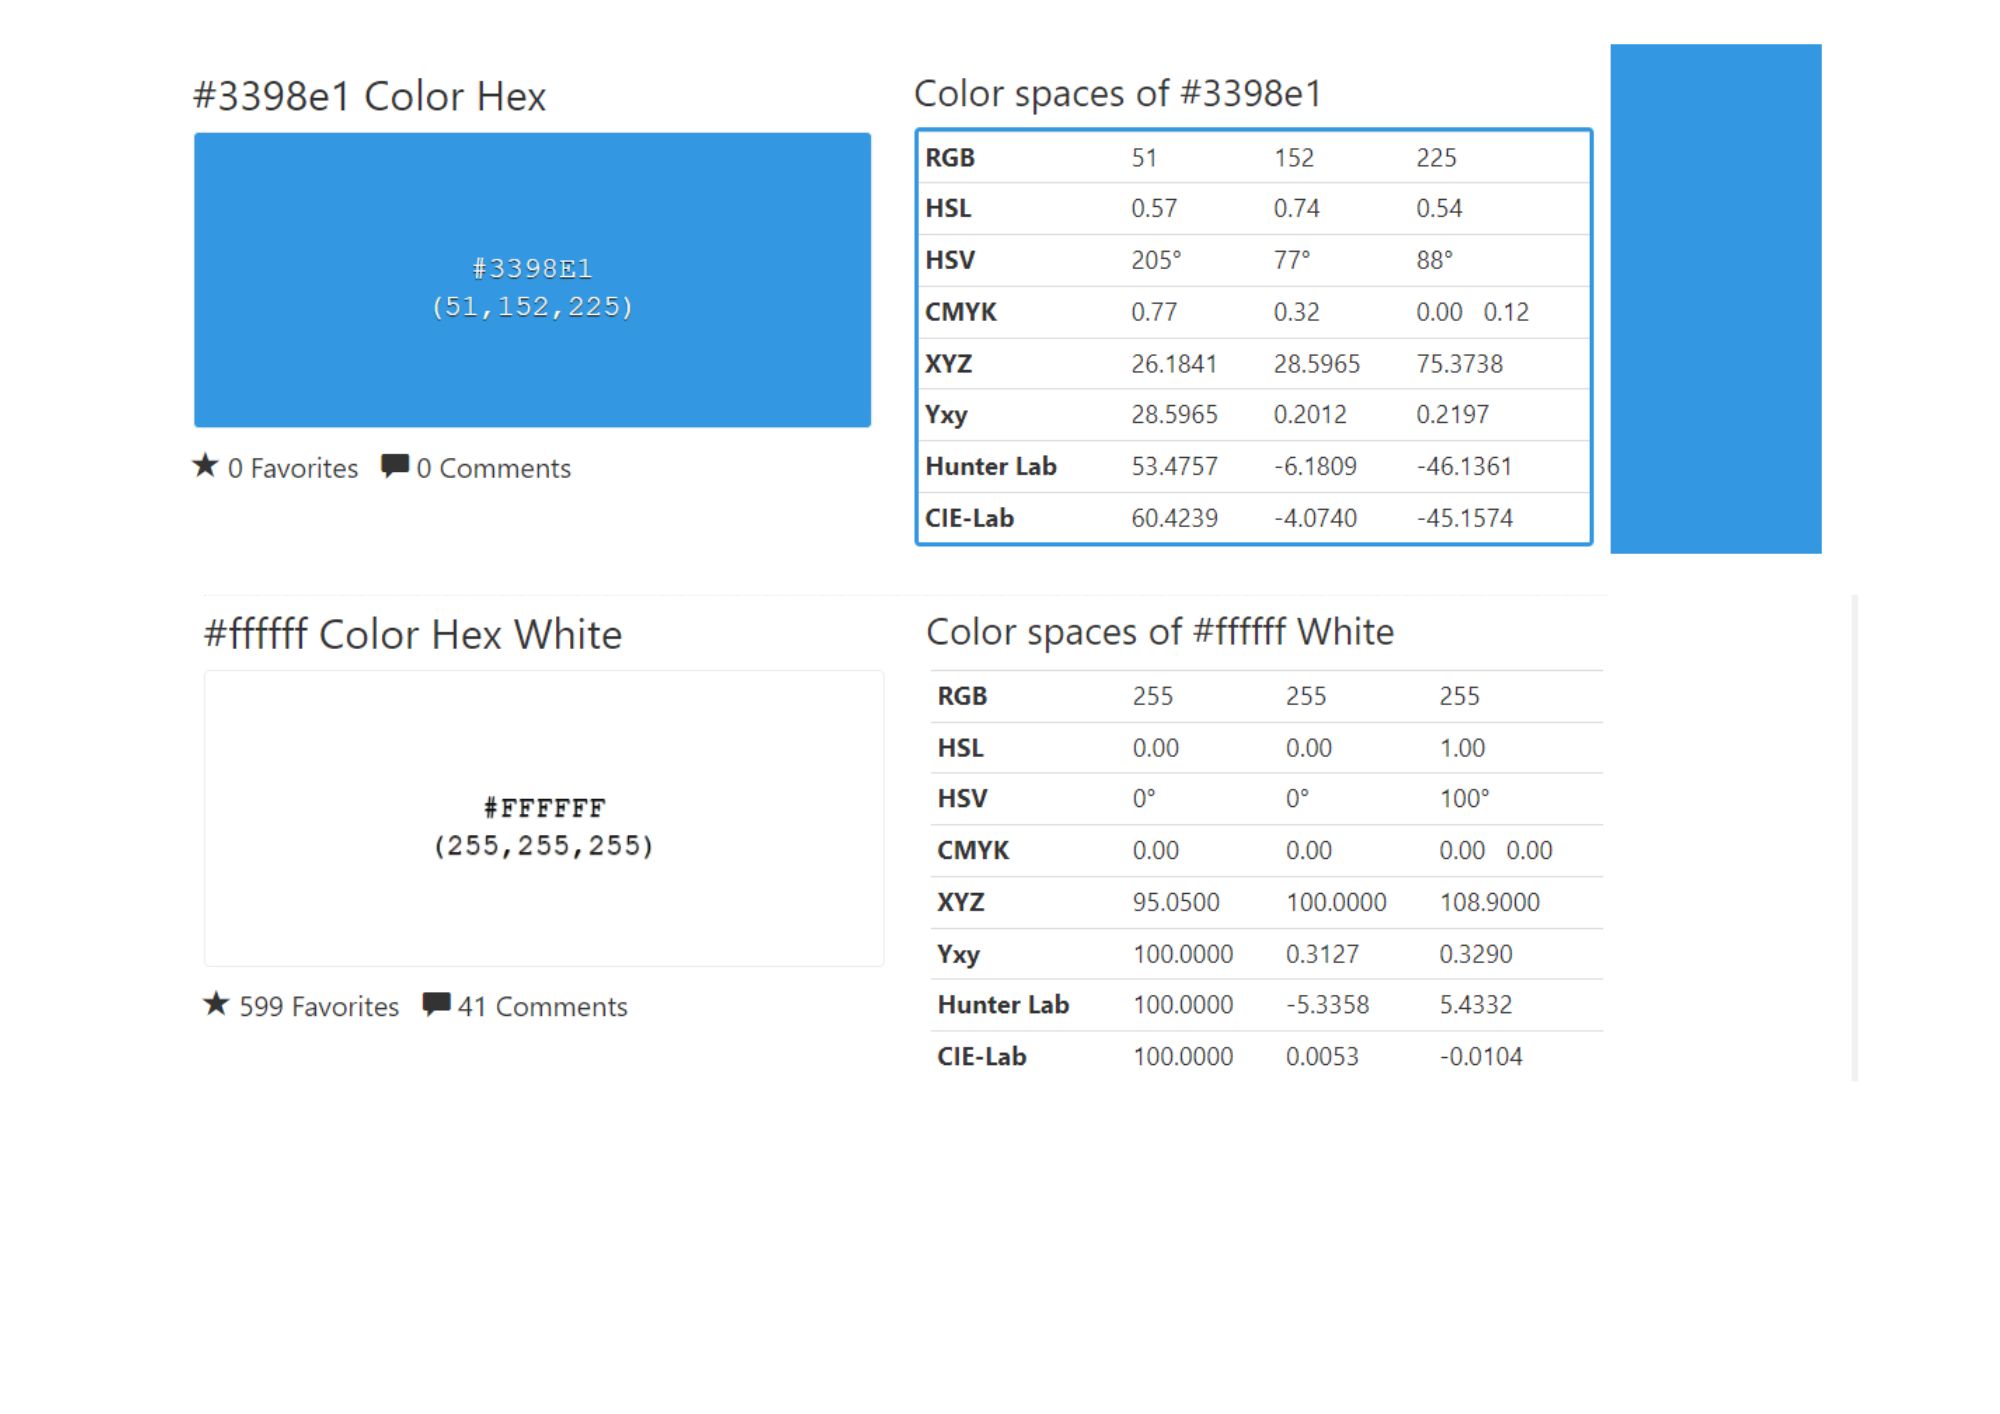 #3398e1 Color Hex
#3398E1
(51,152,225)
★ 0 Favorites 0 Comments
Color spaces of #3398e1
RGB 51 152 225
HSL 0.57 0.74 0.54
HSV 205° 77° 88°
CMYK 0.77 0.32 0.00 0.12
XYZ 26.1841 28.5965 75.3738
Yxy 28.5965 0.2012 0.2197
Hunter Lab 53.4757 -6.1809 -46.1361
CIE-Lab 60.4239 -4.0740 -45.1574
#ffffff Color Hex White
#FFFFFF
(255,255,255)
★ 599 Favorites 41 Comments
Color spaces of #ffffff White
RGB 255 255 255
HSL 0.00 0.00 1.00
HSV 0° 0° 100°
CMYK 0.00 0.00 0.00 0.00
XYZ 95.0500 100.0000 108.9000
Yxy 100.0000 0.3127 0.3290
Hunter Lab 100.0000 -5.3358 5.4332
CIE-Lab 100.0000 0.0053 -0.0104